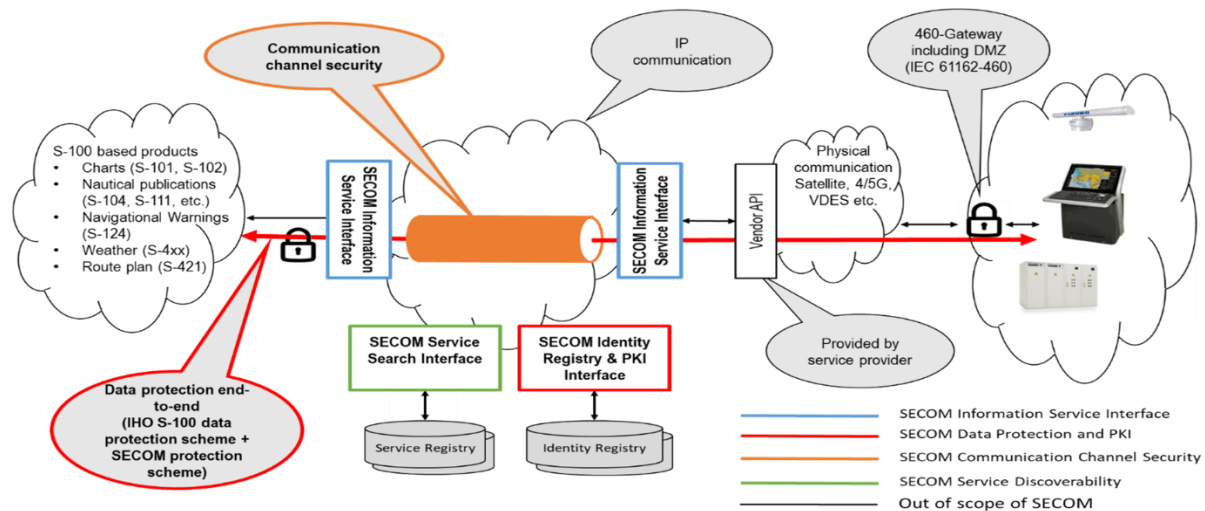 Communication
channel security
IP
communication
460-Gateway
including DMZ
(IEC 61162-460)
S-100 based products
• Charts (S-101, S-102)
• Nautical publications
(S-104, S-111, etc.)
• Navigational Warnings
(S-124)
• Weather (S-4xx)
• Route plan (S-421)
SECOM Information
Service Interface
SECOM Information
Service Interface
Vendor API
Physical
communication
Satellite, 4/5G,
VDES etc.
SECOM Service
Search Interface
SECOM Identity
Registry & PKI
Interface
Service Registry
Identity Registry
Provided by
service provider
Data protection end-
to-end
(IHO S-100 data
protection scheme +
SECOM protection
scheme)
SECOM Information Service Interface
SECOM Data Protection and PKI
SECOM Communication Channel Security
SECOM Service Discoverability
Out of scope of SECOM